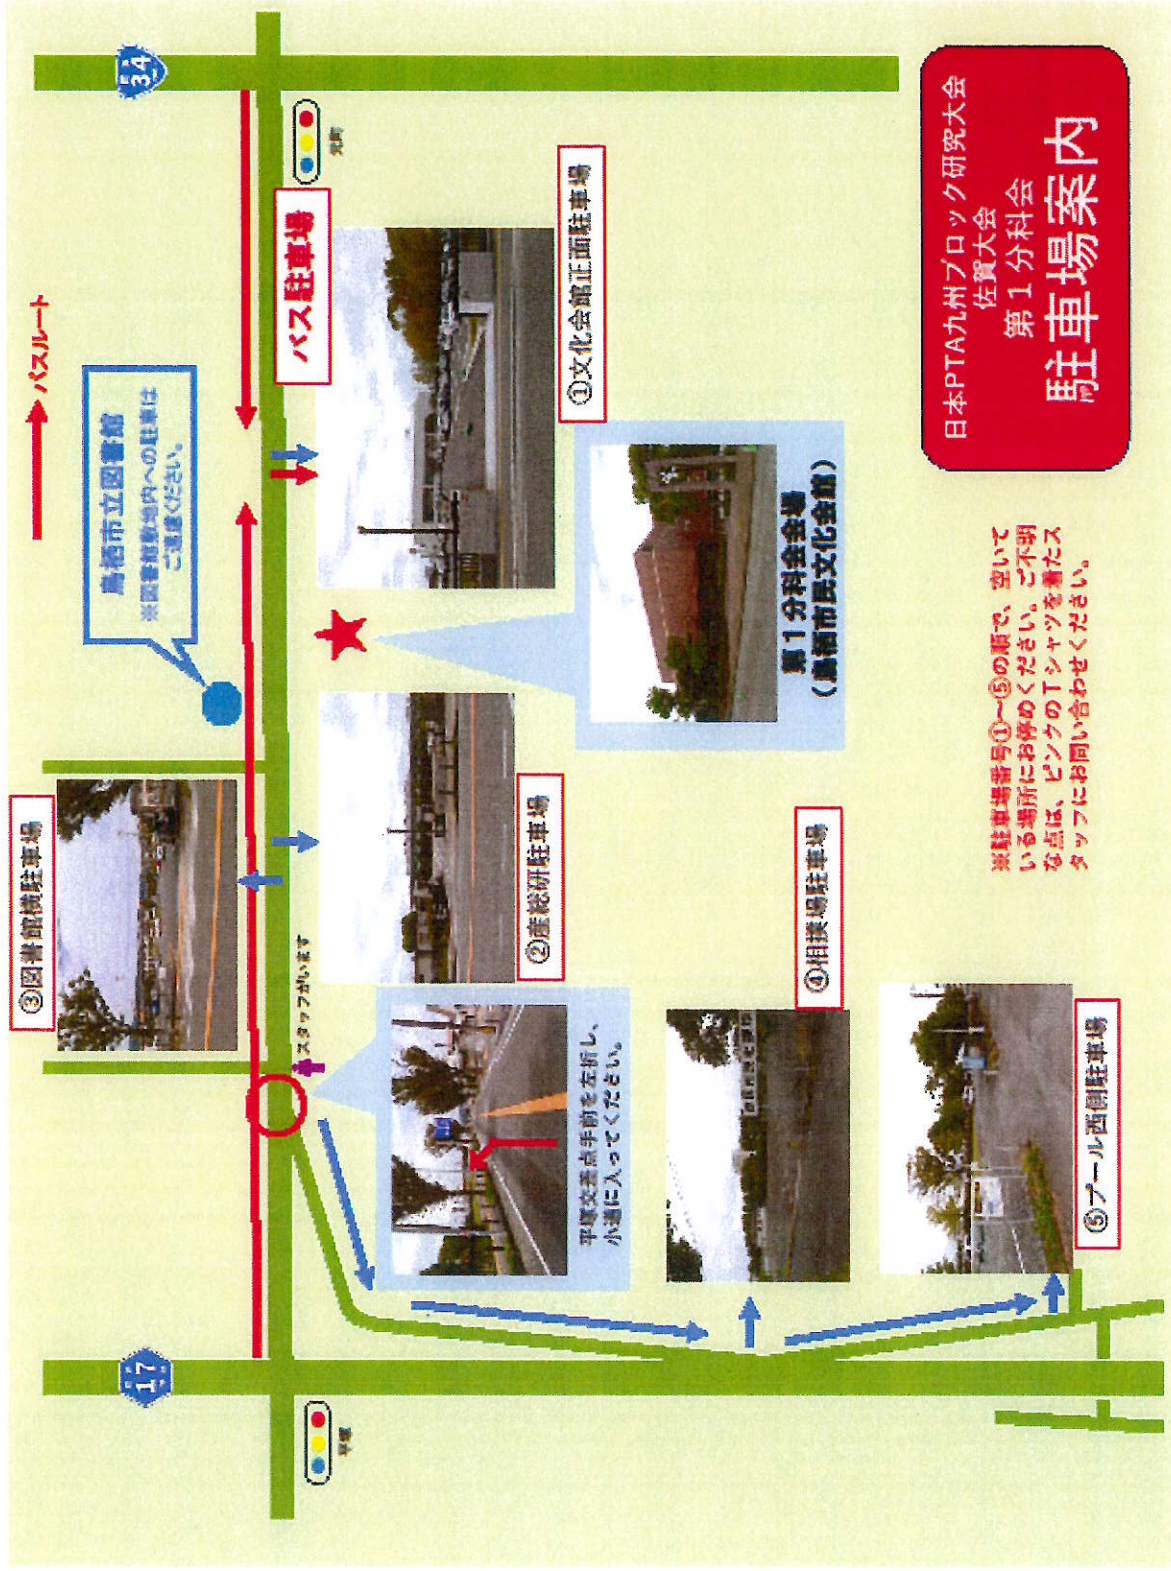 日本PTA九州ブロック研究大会
佐賀大会
第1分科会
駐車場案内
バスルート
34
元町
バス駐車場
鳥栖市立図書館
※図書館敷地内への駐車は
ご遠慮ください。
①文化会館正面駐車場
第1分科会会場
(鳥栖市民文化会館)
②産総研駐車場
③図書館横駐車場
スタッフがいます
平塚交差点手前を左折し、
小道に入ってください。
④相撲場駐車場
⑤プール西側駐車場
17
平塚
※駐車場番号①~⑤の順で、空いて
いる場所にお停めください。ご不明
な点は、ピンクのTシャツを着たス
タッフにお問い合わせください。